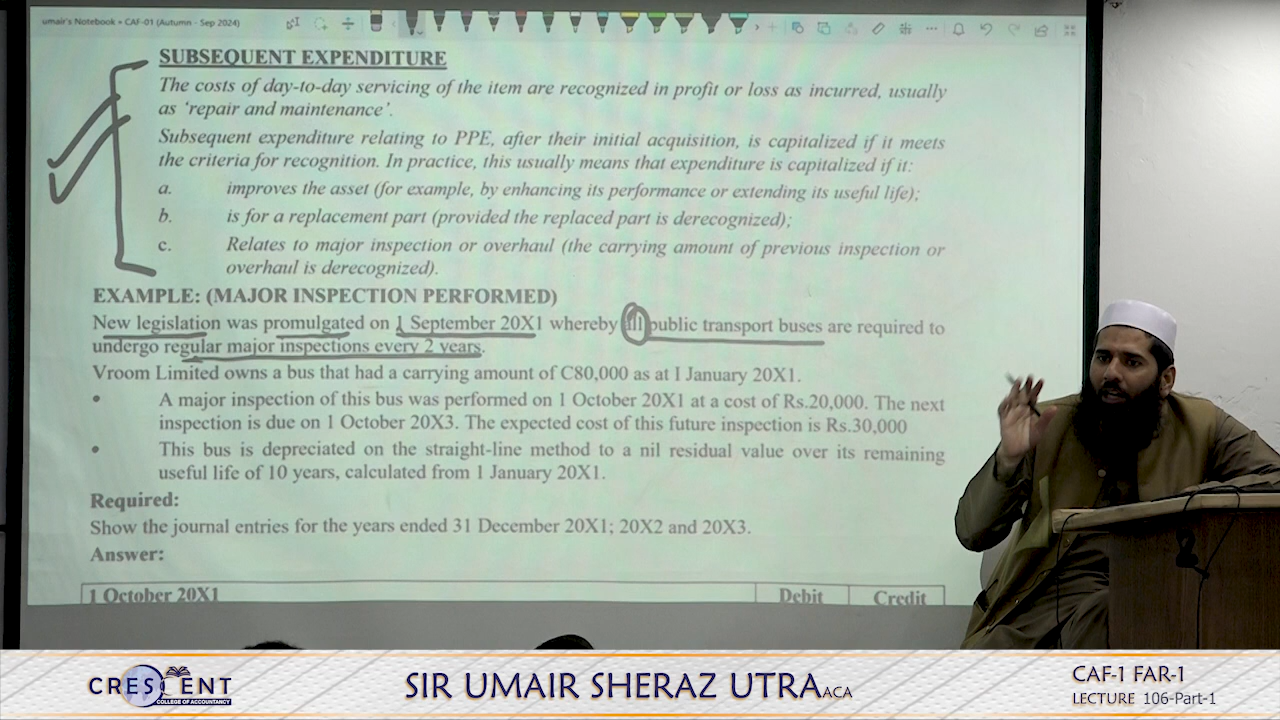 umair's Notebook » CAF-01 (Autumn - Sep 2024)
SUBSEQUENT EXPENDITURE
The costs of day-to-day servicing of the item are recognized in profit or loss as incurred, usually
as 'repair and maintenance'.
Subsequent expenditure relating to PPE, after their initial acquisition, is capitalized if it meets
the criteria for recognition. In practice, this usually means that expenditure is capitalized if it:
a. improves the asset (for example, by enhancing its performance or extending its useful life);
b. is for a replacement part (provided the replaced part is derecognized);
c. Relates to major inspection or overhaul (the carrying amount of previous inspection or
overhaul is derecognized).
EXAMPLE: (MAJOR INSPECTION PERFORMED)
New legislation was promulgated on 1 September 20X1 whereby all public transport buses are required to
undergo regular major inspections every 2 years.
Vroom Limited owns a bus that had a carrying amount of C80,000 as at I January 20X1.
• A major inspection of this bus was performed on 1 October 20X1 at a cost of Rs.20,000. The next
inspection is due on 1 October 20X3. The expected cost of this future inspection is Rs.30,000
• This bus is depreciated on the straight-line method to a nil residual value over its remaining
useful life of 10 years, calculated from 1 January 20X1.
Required:
Show the journal entries for the years ended 31 December 20X1; 20X2 and 20X3.
Answer:
1 October 20X1 Debit Credit
CRESCENT
COLLEGE OF ACCOUNTANCY
SIR UMAIR SHERAZ UTRA ACA
CAF-1 FAR-1
LECTURE 106-Part-1